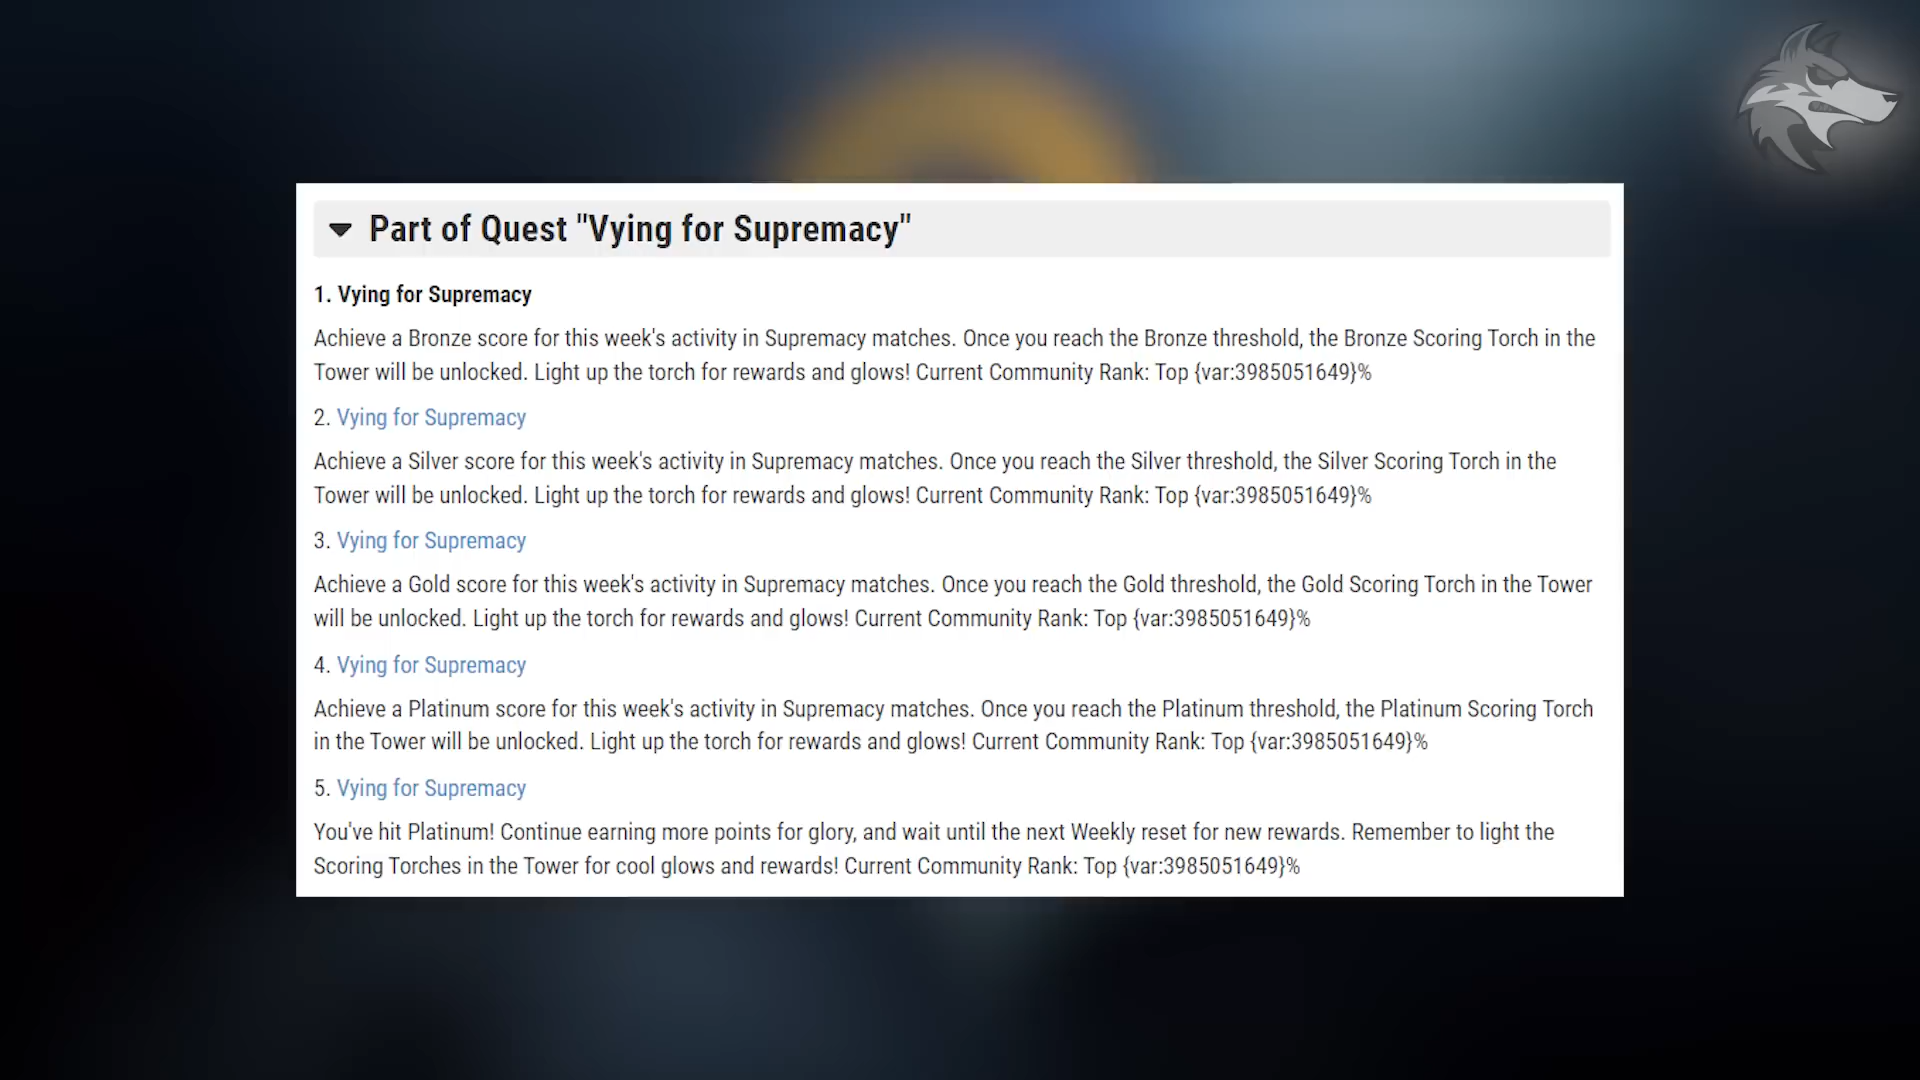 Part of Quest "Vying for Supremacy"
1. Vying for Supremacy
Achieve a Bronze score for this week's activity in Supremacy matches. Once you reach the Bronze threshold, the Bronze Scoring Torch in the
Tower will be unlocked. Light up the torch for rewards and glows! Current Community Rank: Top {var:3985051649}%
2. Vying for Supremacy
Achieve a Silver score for this week's activity in Supremacy matches. Once you reach the Silver threshold, the Silver Scoring Torch in the
Tower will be unlocked. Light up the torch for rewards and glows! Current Community Rank: Top {var:3985051649}%
3. Vying for Supremacy
Achieve a Gold score for this week's activity in Supremacy matches. Once you reach the Gold threshold, the Gold Scoring Torch in the Tower
will be unlocked. Light up the torch for rewards and glows! Current Community Rank: Top {var:3985051649}%
4. Vying for Supremacy
Achieve a Platinum score for this week's activity in Supremacy matches. Once you reach the Platinum threshold, the Platinum Scoring Torch
in the Tower will be unlocked. Light up the torch for rewards and glows! Current Community Rank: Top {var:3985051649}%
5. Vying for Supremacy
You've hit Platinum! Continue earning more points for glory, and wait until the next Weekly reset for new rewards. Remember to light the
Scoring Torches in the Tower for cool glows and rewards! Current Community Rank: Top {var:3985051649}%